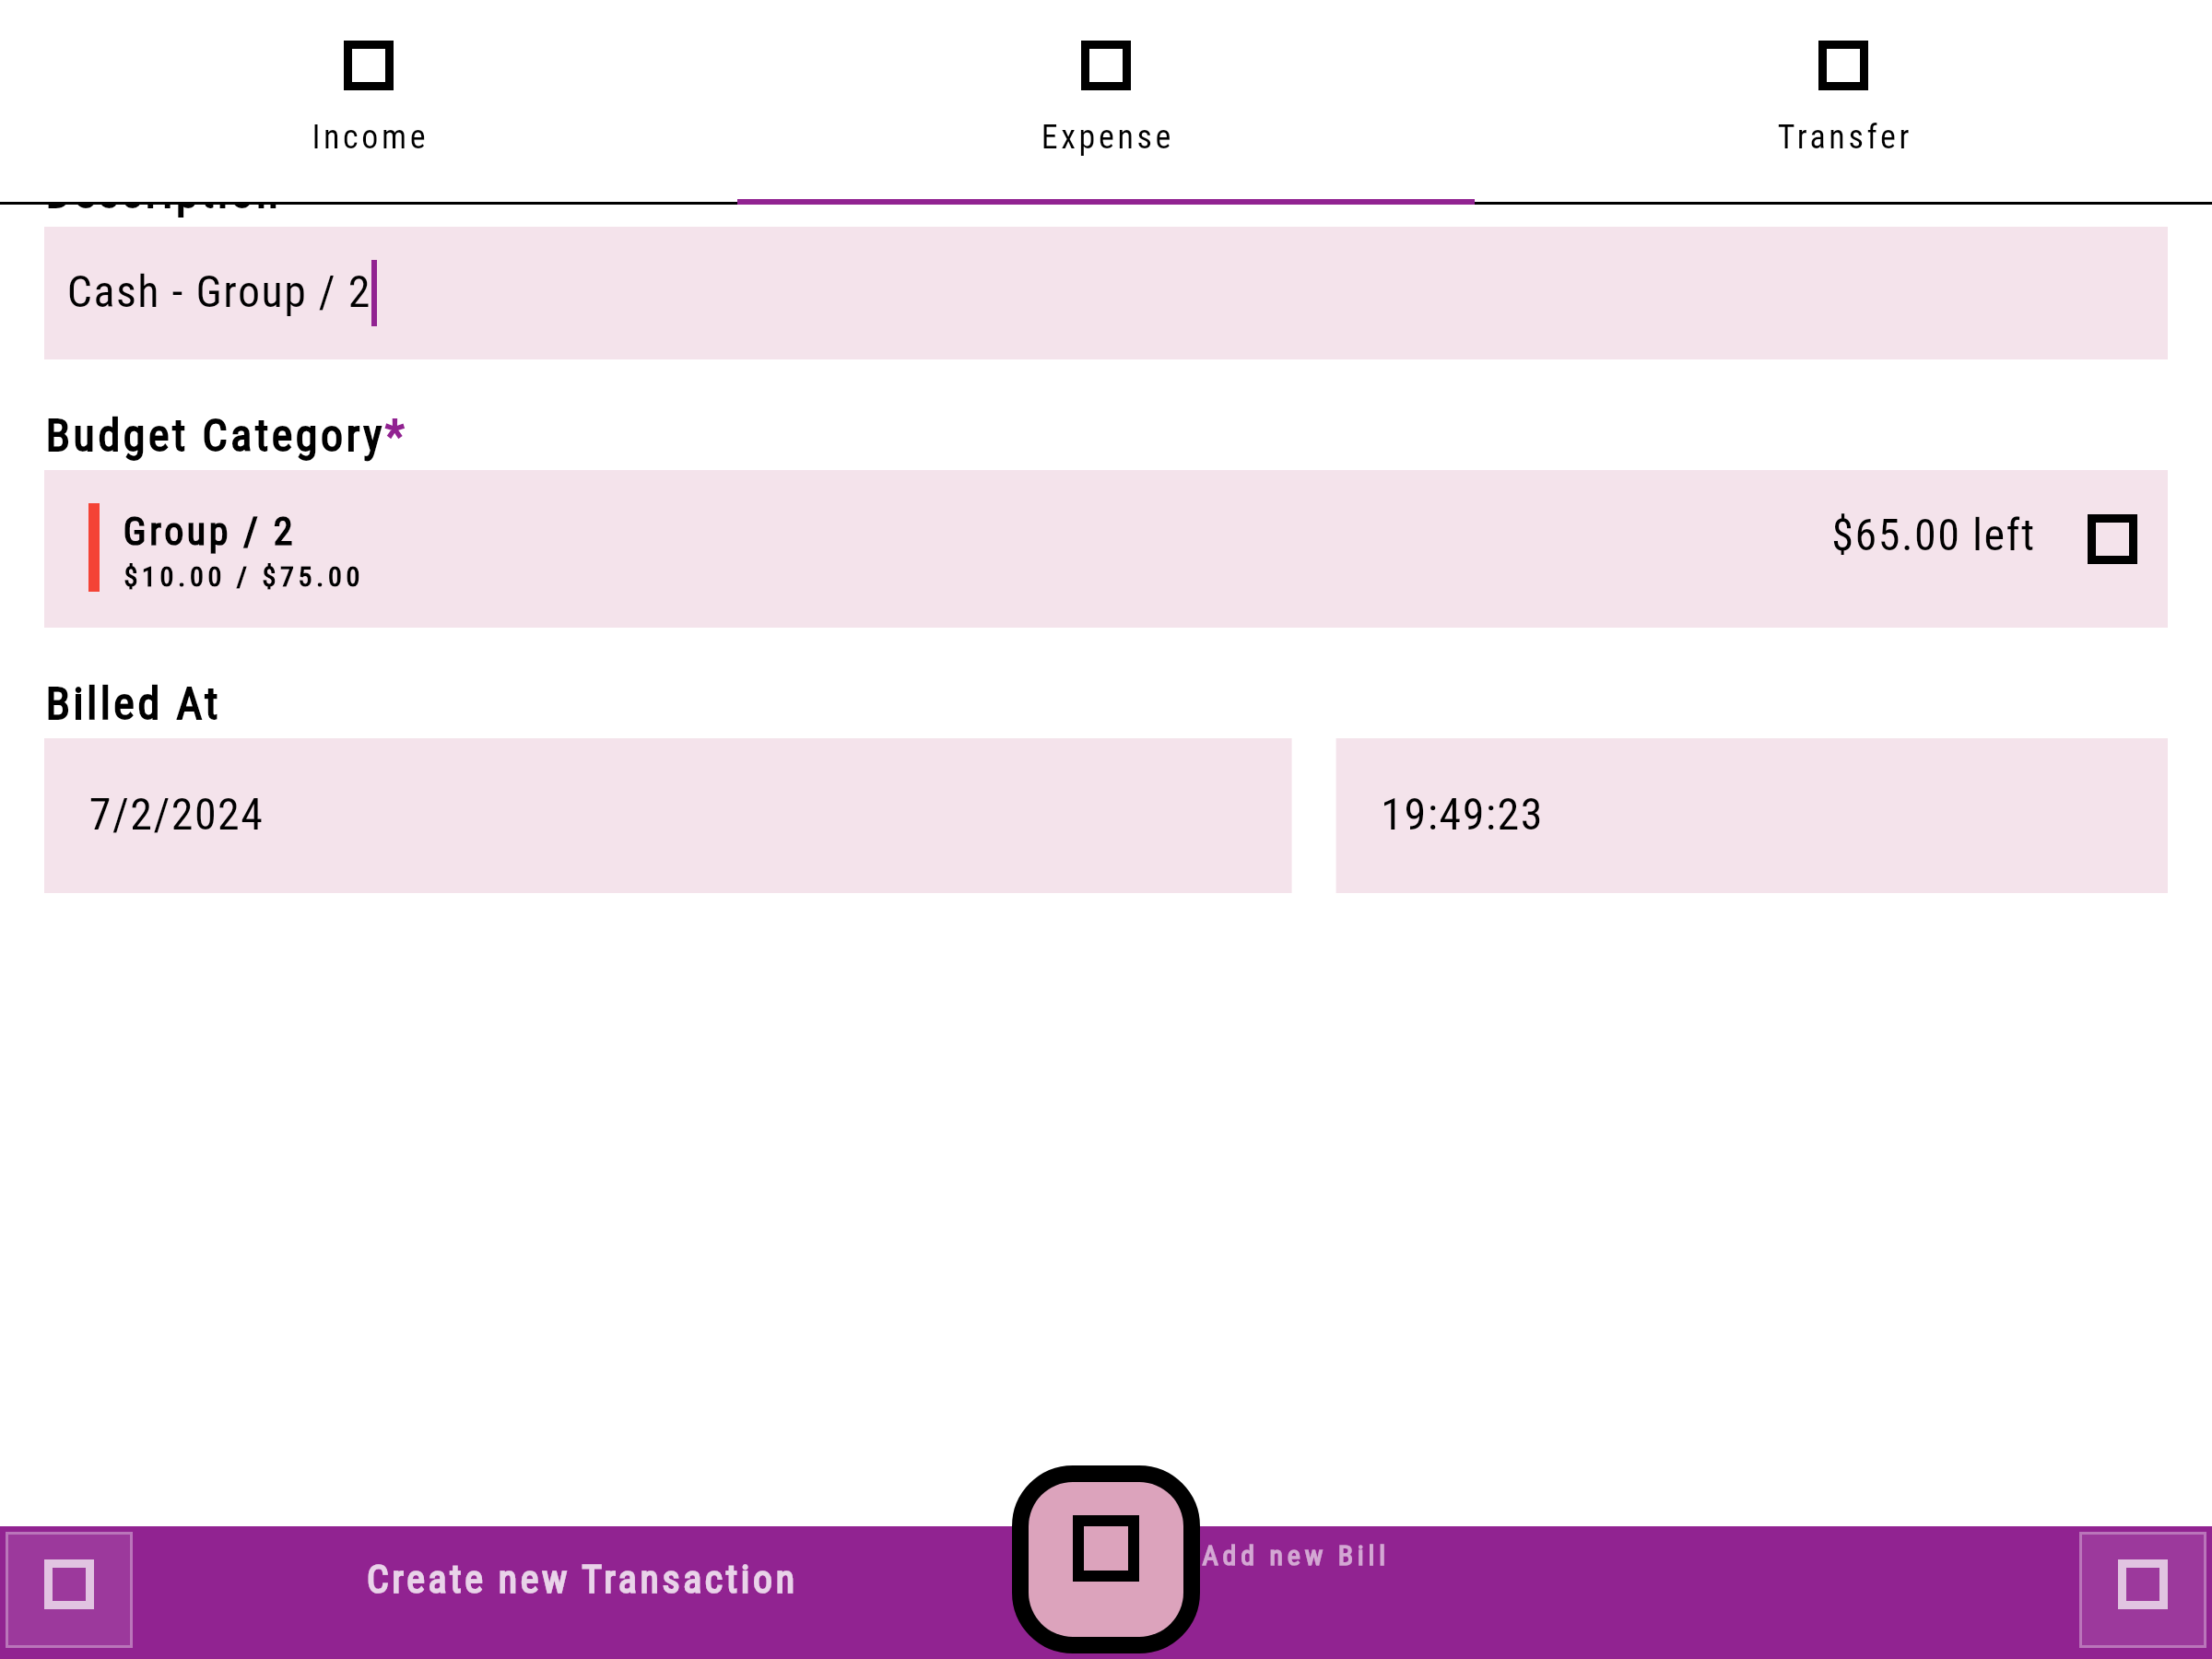 Income
Expense
Transfer
Description
Cash - Group / 2
Budget Category*
Group / 2
$10.00 / $75.00
$65.00 left
Billed At
7/2/2024
19:49:23
Create new Transaction
Add new Bill